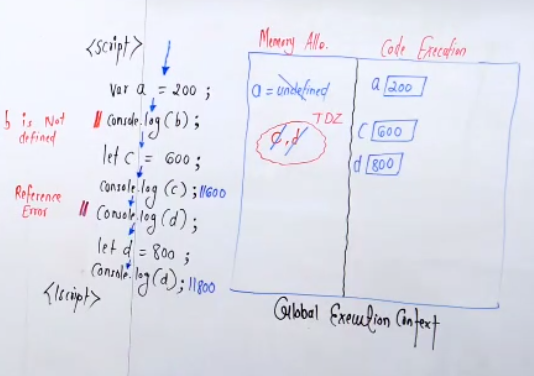 <script>
var a = 200 ;
b is Not defined // console.log(b);
let c = 600 ;
console.log(c); //600
Reference Error // console.log(d);
let d = 800 ;
console.log(d); //800
</script>
Memory Allo.
a = undefined
TDZ
c, d
Code Execution
a 200
c 600
d 800
Global Execution Context